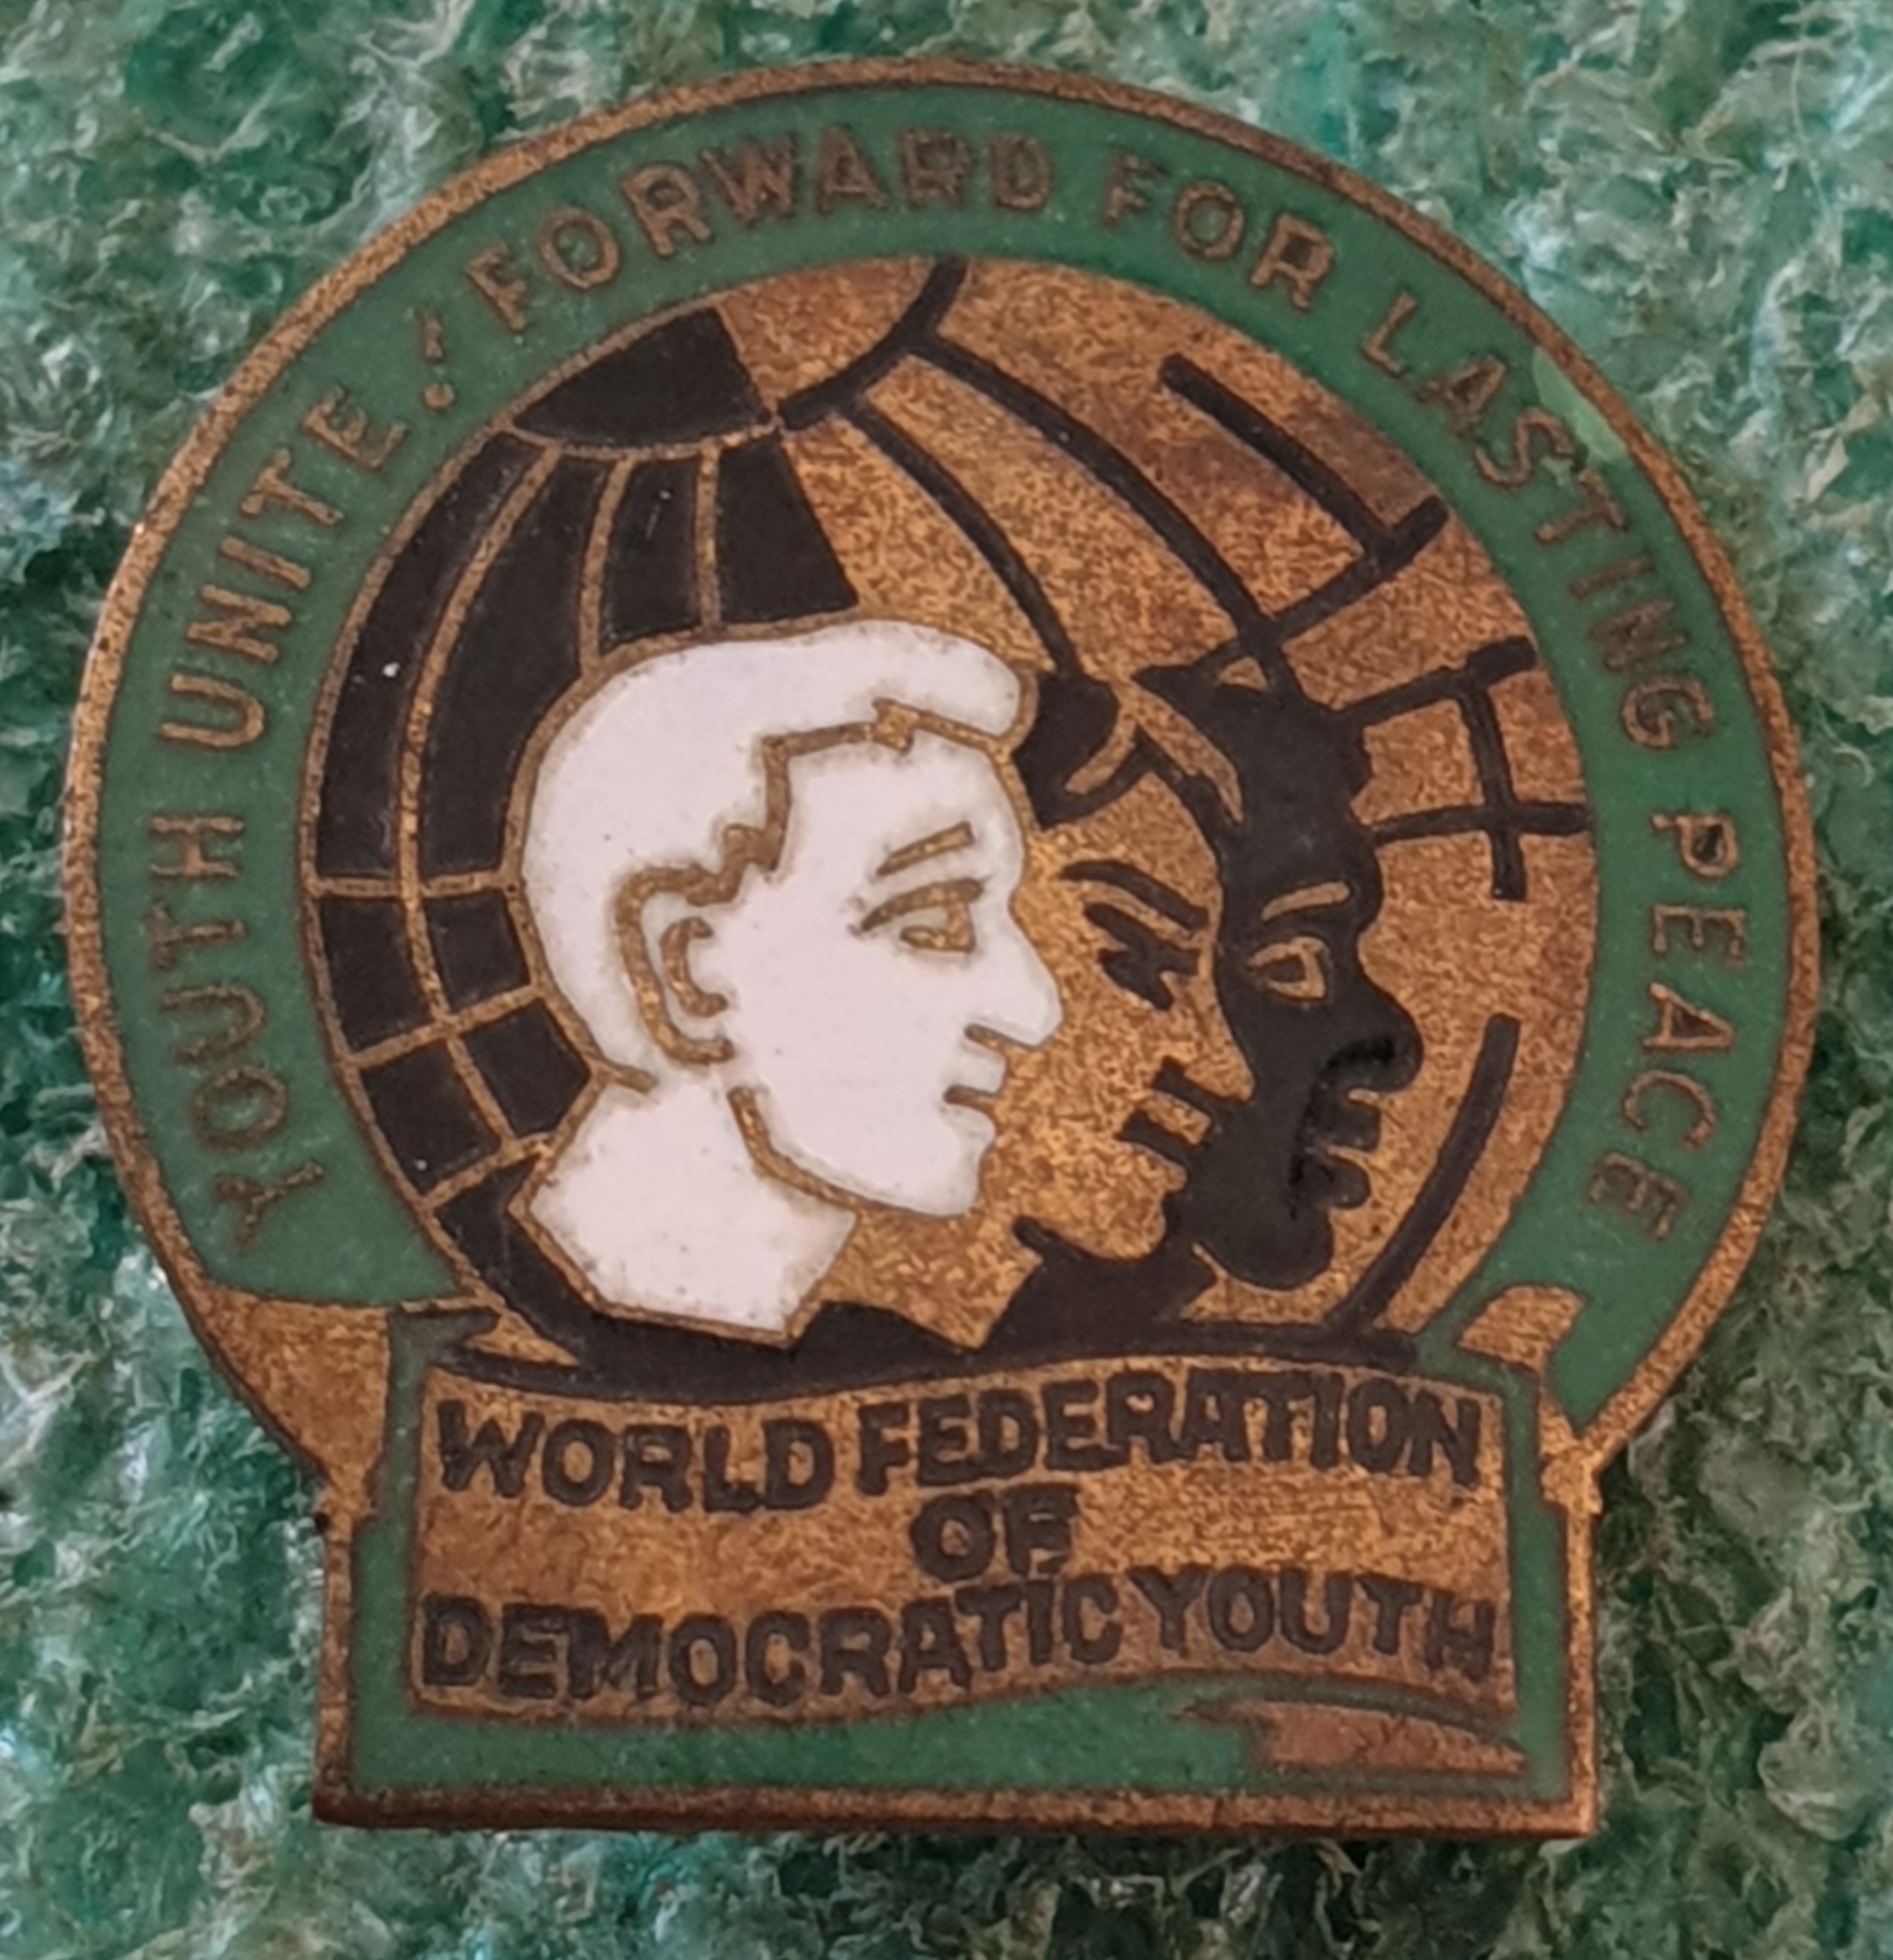 YOUTH UNITE! FORWARD FOR LASTING PEACE
WORLD FEDERATION
OF
DEMOCRATIC YOUTH